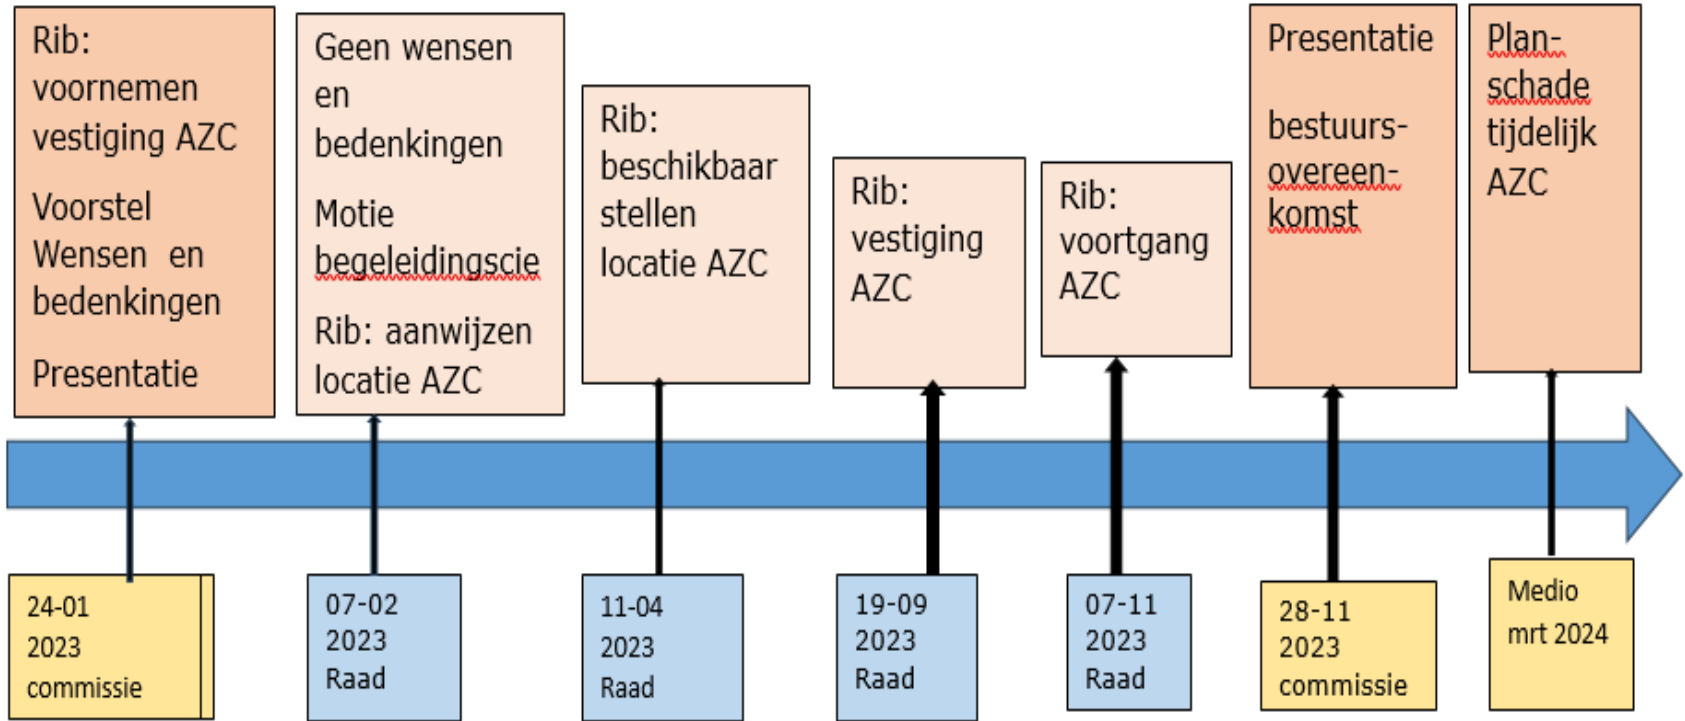 Rib:
voornemen
vestiging AZC
Voorstel
Wensen en
bedenkingen
Presentatie
Geen wensen
en
bedenkingen
Motie
begeleidingscie
Rib: aanwijzen
locatie AZC
Rib:
beschikbaar
stellen
locatie AZC
Rib:
vestiging
AZC
Rib:
voortgang
AZC
Presentatie
bestuurs-
overeen-
komst
Plan-
schade
tijdelijk
AZC
24-01
2023
commissie
07-02
2023
Raad
11-04
2023
Raad
19-09
2023
Raad
07-11
2023
Raad
28-11
2023
commissie
Medio
mrt 2024